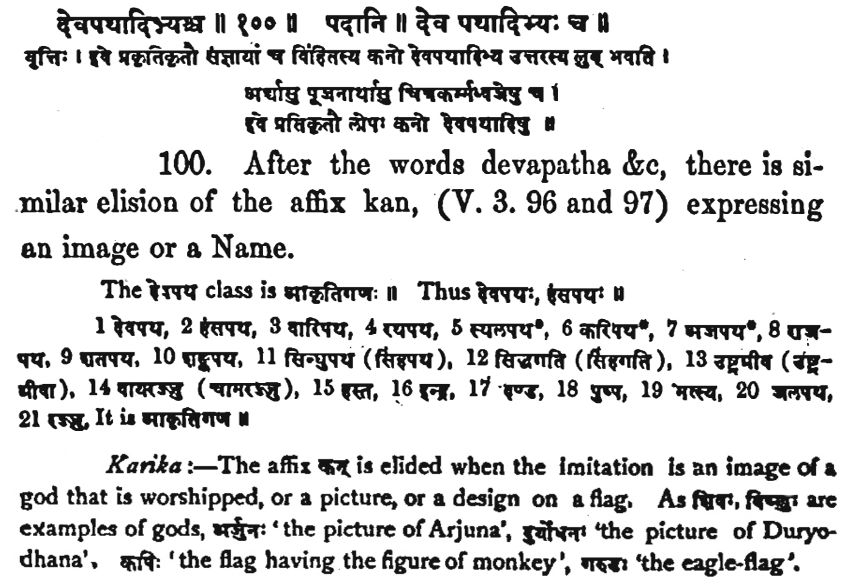 देवपथादिभ्यश्च ॥ १०० ॥ पदानि ॥ देव पथादिभ्यः च ॥
वृत्तिः । इवे प्रकृतिकृतौ संज्ञायां च विहितस्य कनो देवपथादिभ्य उत्तरस्य लुब् भवति ।
अर्चासु पूजनार्थासु चित्रकर्म्मध्वजेषु च ।
इवे प्रतिकृतौ लोपः कनो देवपथादिषु ॥
100. After the words devapatha &c, there is si-
milar elision of the affix kan, (V. 3. 96 and 97) expressing
an image or a Name.
The देवपथ class is आकृतिगणः ॥ Thus देवपथः, हंसपथः ॥
1 देवपथ, 2 हंसपथ, 3 वारिपथ, 4 रथपथ, 5 स्थलपथ*, 6 करिपथ*, 7 अजपथ*, 8 राज-
पथ, 9 शतपथ, 10 शङ्कुपथ, 11 सिन्धुपथ (सिंहपथ), 12 सिद्धगति (सिंहगति), 13 उष्ट्रग्रीव (उष्ट्र-
ग्रीवा), 14 वामरज्जु (चामरज्जु), 15 हस्त, 16 इन्द्र, 17 दण्ड, 18 पुष्प, 19 मत्स्य, 20 जलपथ,
21 रज्जु, It is आकृतिगण ॥
Karika :—The affix कन् is elided when the imitation is an image of a
god that is worshipped, or a picture, or a design on a flag. As शिवः, विष्णुः are
examples of gods, अर्जुनः 'the picture of Arjuna', दुर्योधनः 'the picture of Duryo-
dhana', कपिः 'the flag having the figure of monkey', गरुडः 'the eagle-flag'.